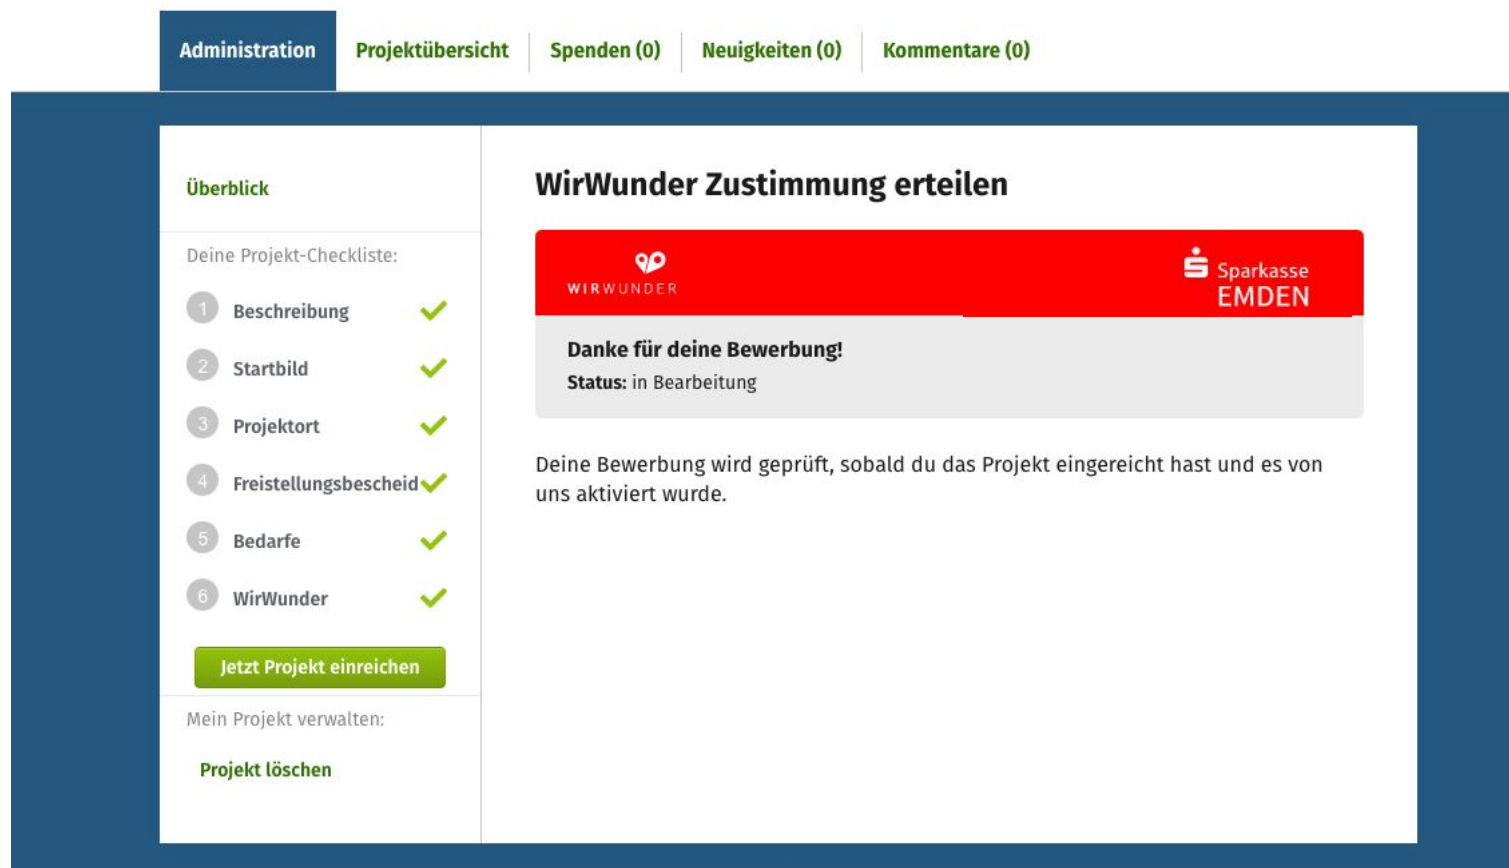 Administration
Projektübersicht
Spenden (0)
Neuigkeiten (0)
Kommentare (0)
Überblick
Deine Projekt-Checkliste:
1 Beschreibung
2 Startbild
3 Projektort
4 Freistellungsbescheid
5 Bedarfe
6 WirWunder
Jetzt Projekt einreichen
Mein Projekt verwalten:
Projekt löschen
WirWunder Zustimmung erteilen
WIRWUNDER
Sparkasse
EMDEN
Danke für deine Bewerbung!
Status: in Bearbeitung
Deine Bewerbung wird geprüft, sobald du das Projekt eingereicht hast und es von
uns aktiviert wurde.